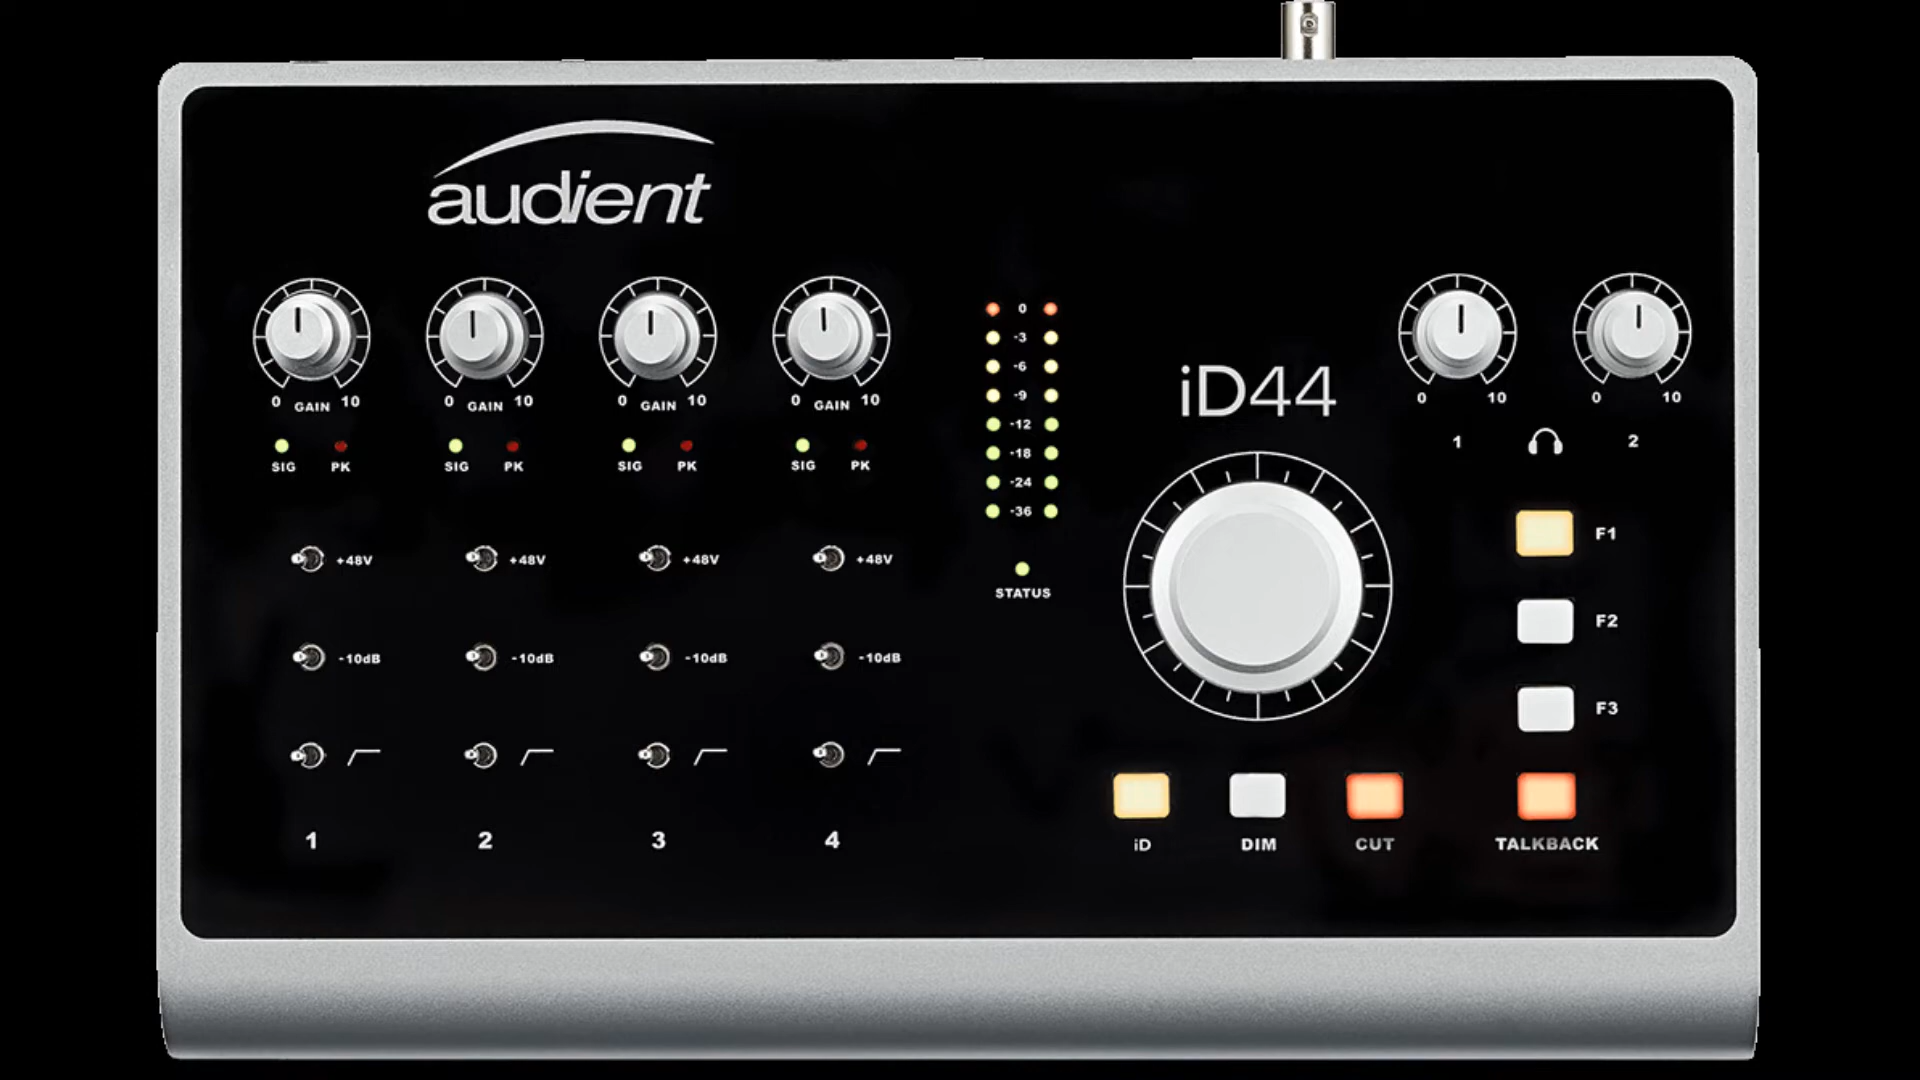 audient
0 GAIN 10
0 GAIN 10
0 GAIN 10
0 GAIN 10
SIG PK
SIG PK
SIG PK
SIG PK
+48V
+48V
+48V
+48V
-10dB
-10dB
-10dB
-10dB
1
2
3
4
0
-3
-6
-9
-12
-18
-24
-36
STATUS
iD44
0 10
0 10
1
2
F1
F2
F3
iD
DIM
CUT
TALKBACK